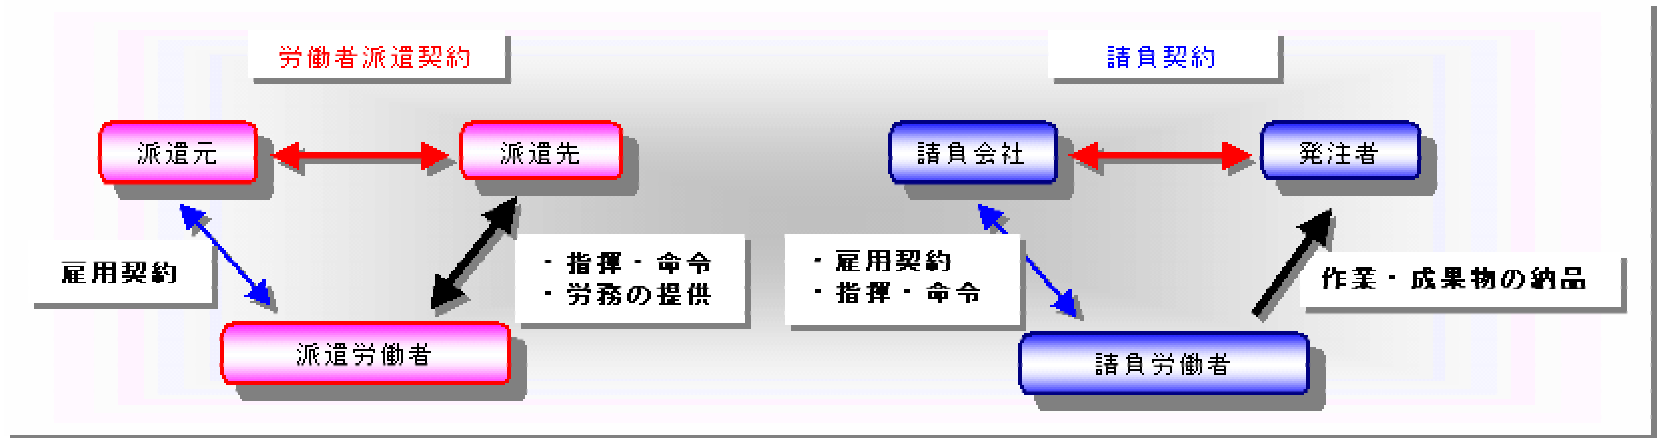 労働者派遣契約
派遣元
派遣先
雇用契約
・指揮・命令
・労務の提供
派遣労働者
請負契約
請負会社
発注者
・雇用契約
・指揮・命令
作業・成果物の納品
請負労働者